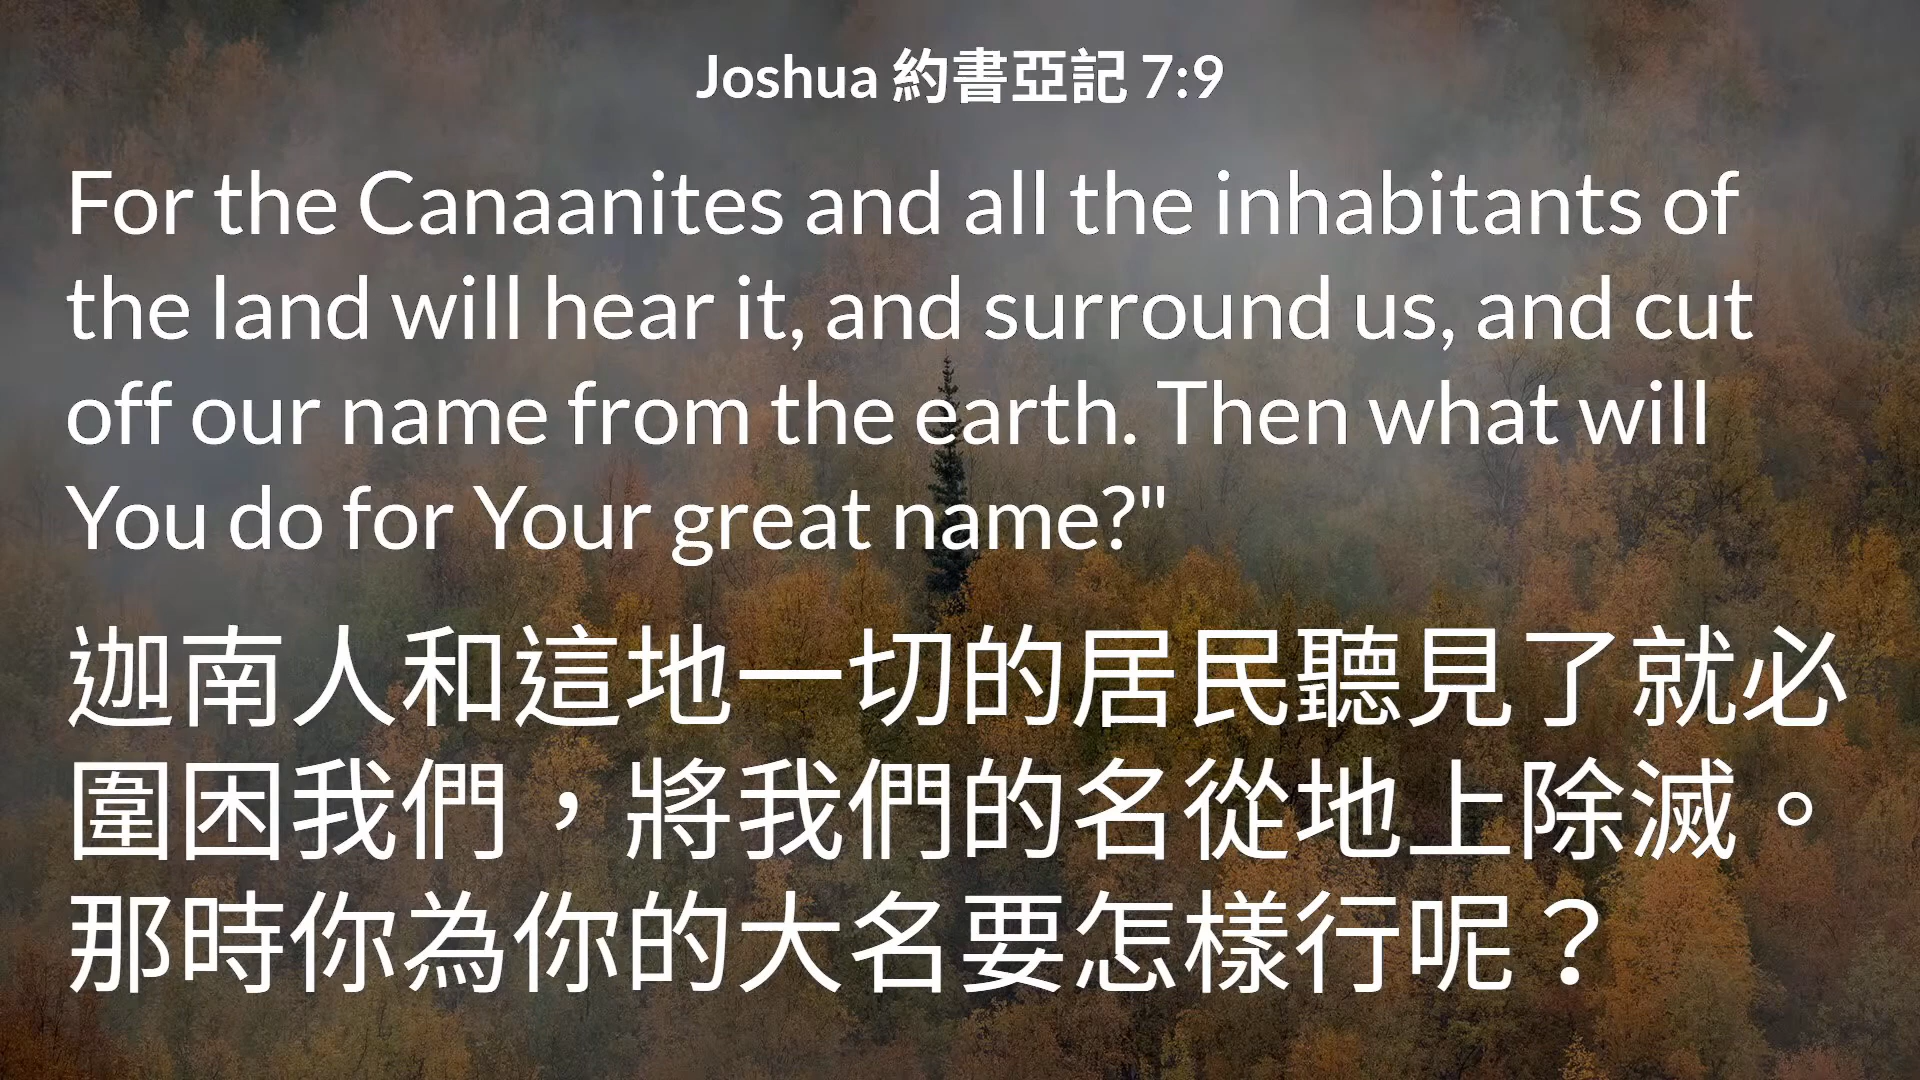 Joshua 約書亞記 7:9
For the Canaanites and all the inhabitants of
the land will hear it, and surround us, and cut
off our name from the earth. Then what will
You do for Your great name?"
迦南人和這地一切的居民聽見了就必
圍困我們，將我們的名從地上除滅。
那時你為你的大名要怎樣行呢？